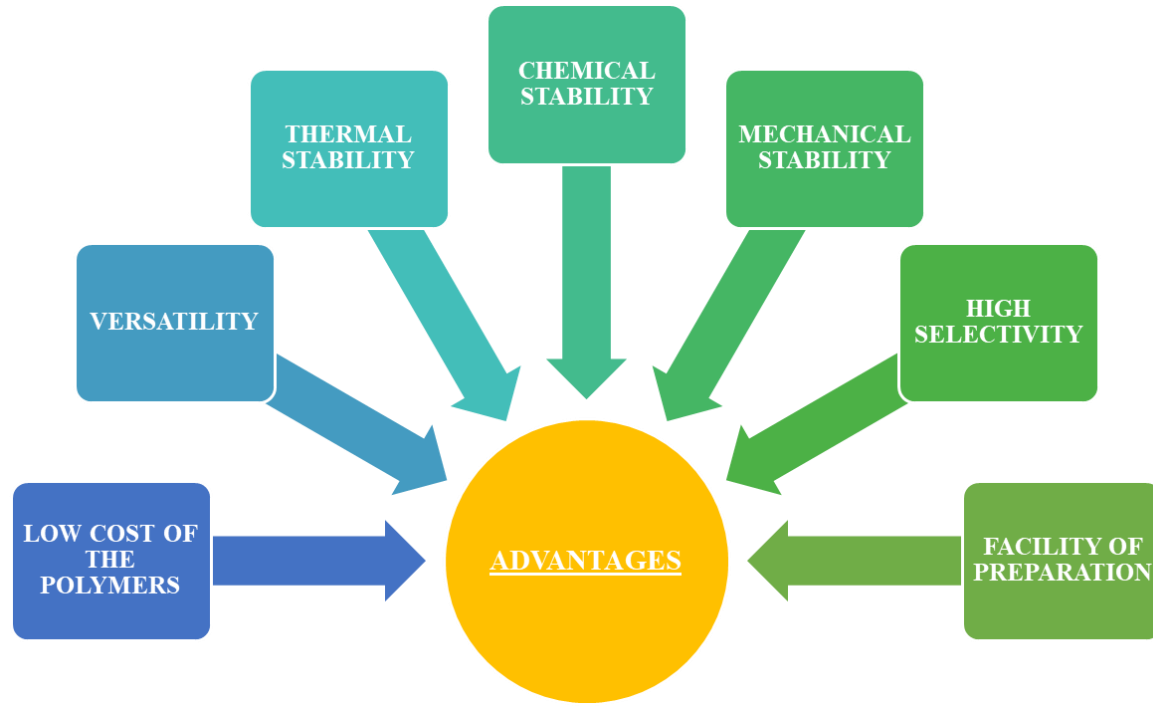 CHEMICAL
STABILITY
THERMAL
STABILITY
MECHANICAL
STABILITY
VERSATILITY
HIGH
SELECTIVITY
LOW COST OF
THE
POLYMERS
ADVANTAGES
FACILITY OF
PREPARATION